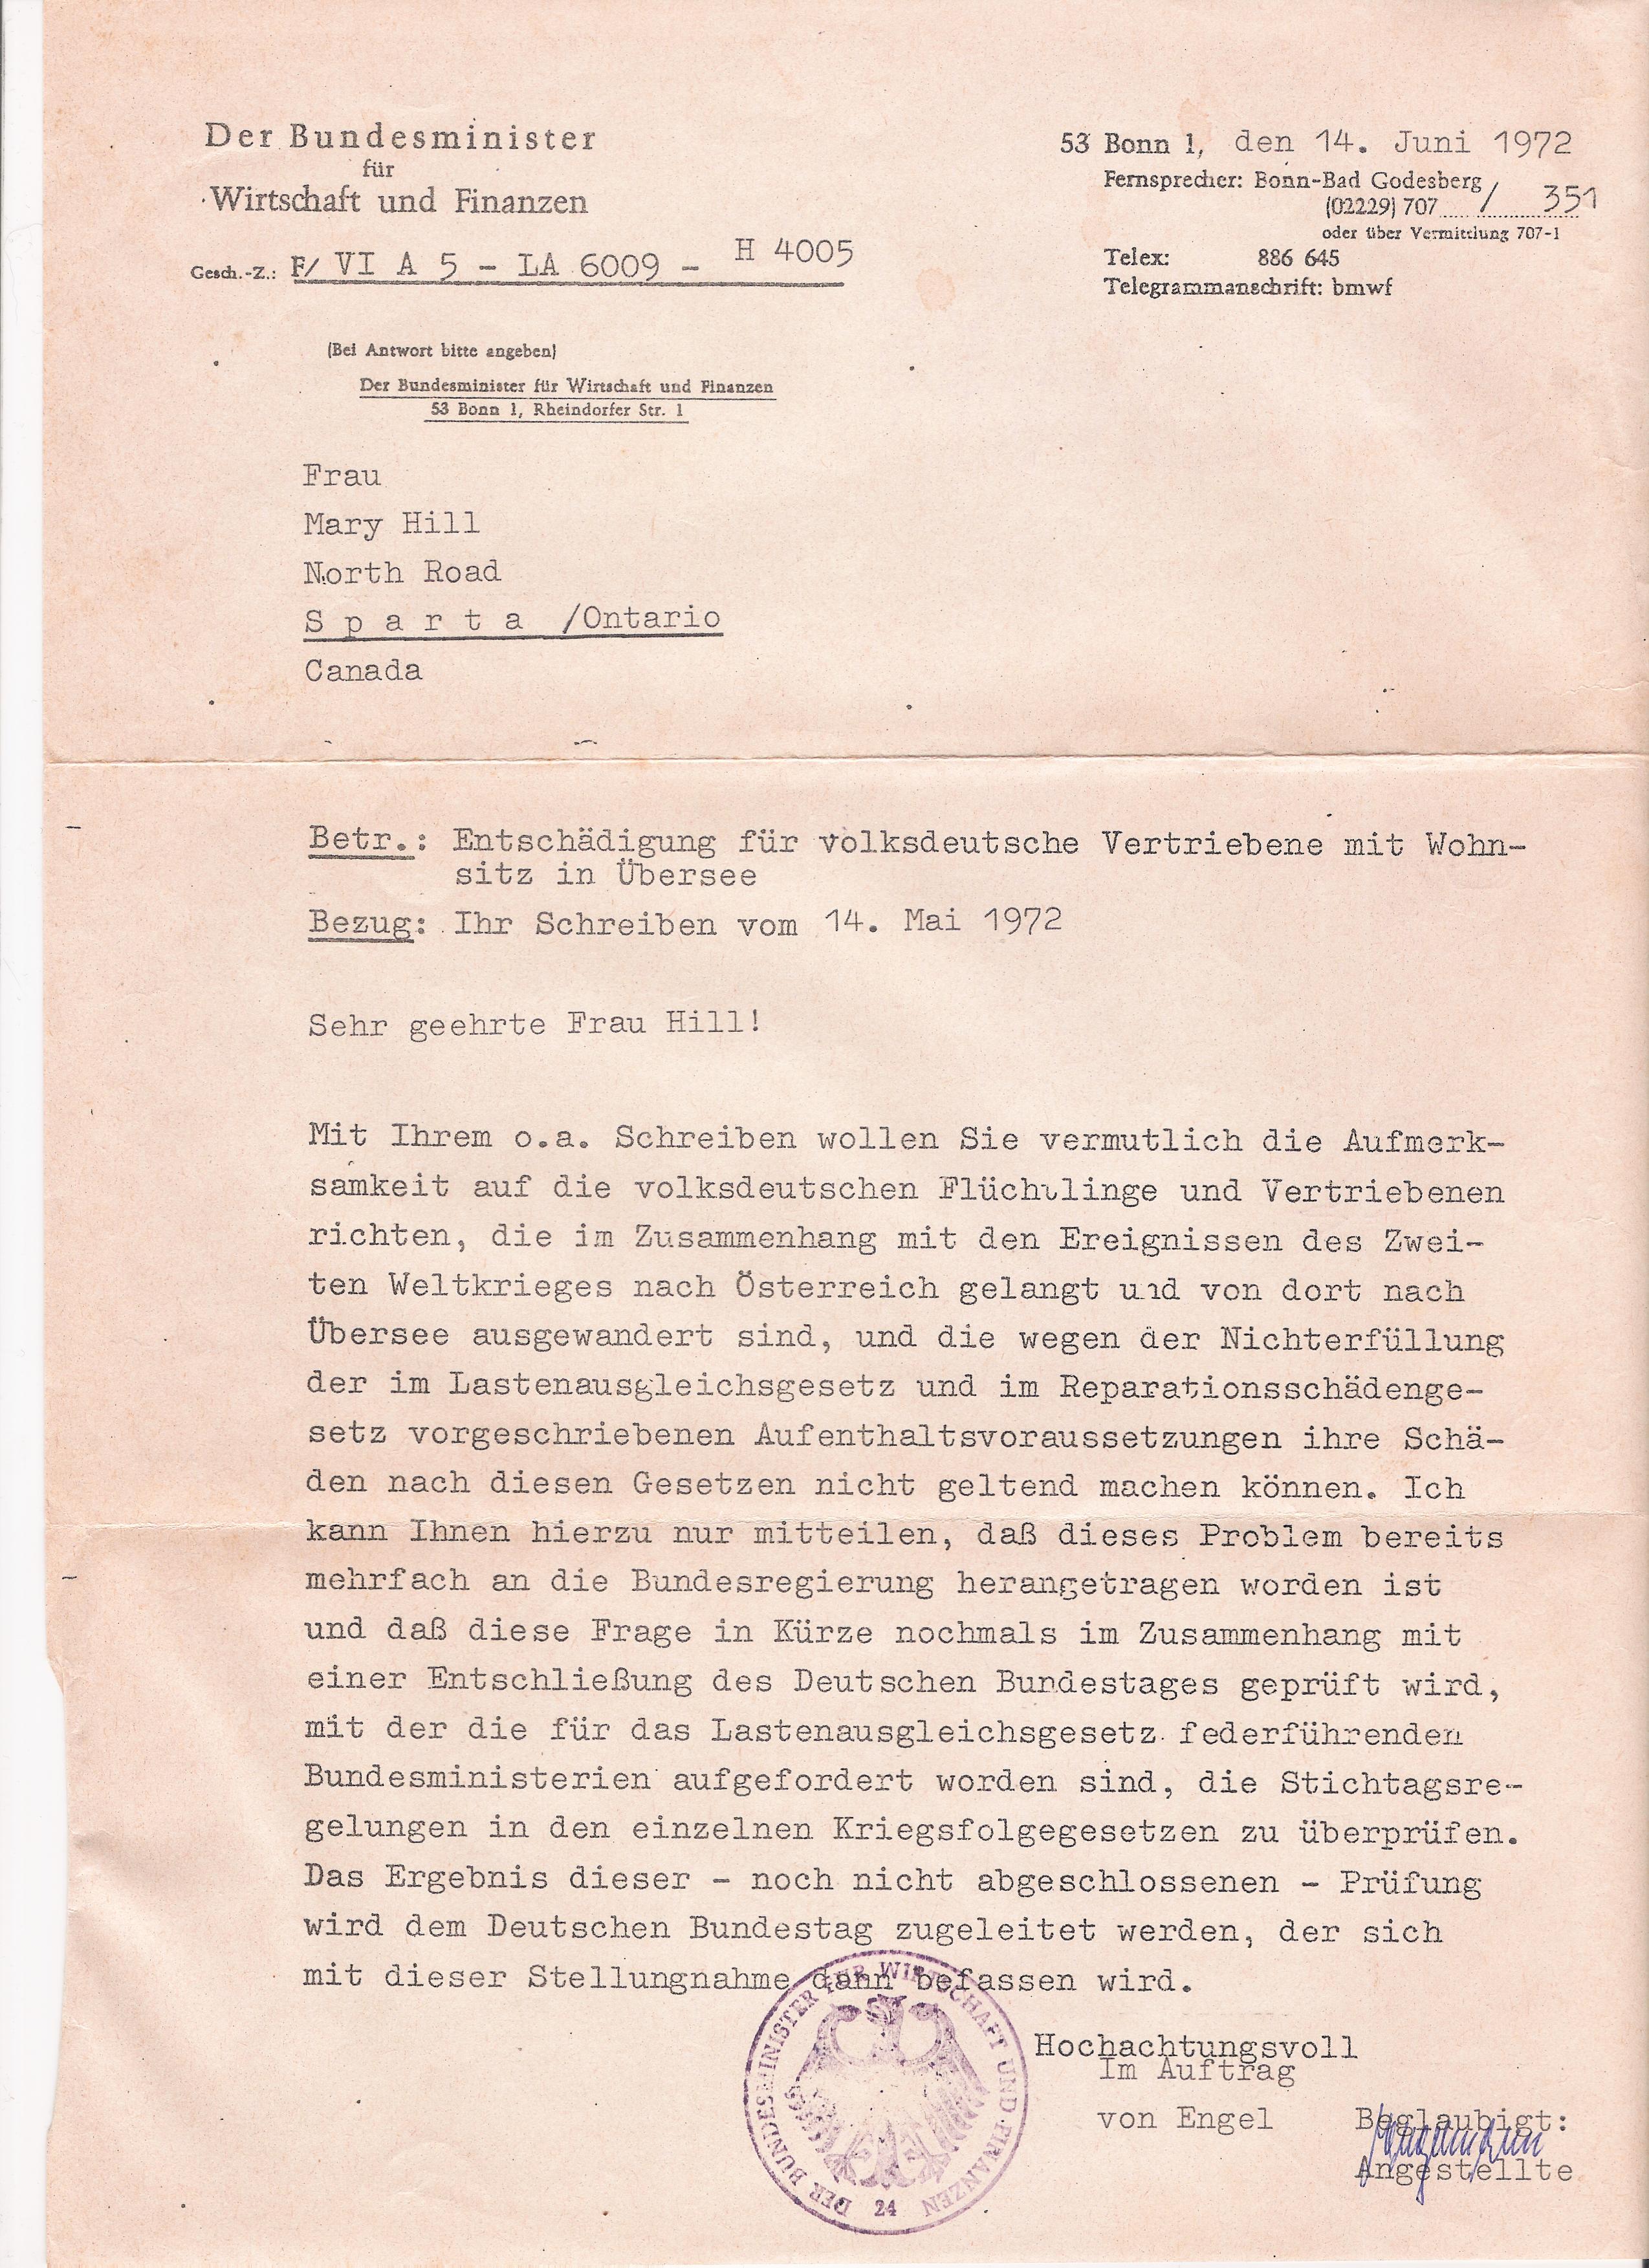 Der Bundesminister
für
Wirtschaft und Finanzen
Gesch.-Z.: F/ VI A 5 - LA 6009 - H 4005
53 Bonn 1, den 14. Juni 1972
Fernsprecher: Bonn-Bad Godesberg
(02229) 707 / 351
oder über Vermittlung 707-1
Telex: 886 645
Telegrammanschrift: bmwf
(Bei Antwort bitte angeben)
Der Bundesminister für Wirtschaft und Finanzen
53 Bonn 1, Rheindorfer Str. 1
Frau
Mary Hill
North Road
S p a r t a /Ontario
Canada
Betr.: Entschädigung für volksdeutsche Vertriebene mit Wohn-
sitz in Übersee
Bezug: Ihr Schreiben vom 14. Mai 1972
Sehr geehrte Frau Hill!
Mit Ihrem o.a. Schreiben wollen Sie vermutlich die Aufmerk-
samkeit auf die volksdeutschen Flüchtlinge und Vertriebenen
richten, die im Zusammenhang mit den Ereignissen des Zwei-
ten Weltkrieges nach Österreich gelangt und von dort nach
Übersee ausgewandert sind, und die wegen der Nichterfüllung
der im Lastenausgleichsgesetz und im Reparationsschädenge-
setz vorgeschriebenen Aufenthaltsvoraussetzungen ihre Schä-
den nach diesen Gesetzen nicht geltend machen können. Ich
kann Ihnen hierzu nur mitteilen, daß dieses Problem bereits
mehrfach an die Bundesregierung herangetragen worden ist
und daß diese Frage in Kürze nochmals im Zusammenhang mit
einer Entschließung des Deutschen Bundestages geprüft wird,
mit der die für das Lastenausgleichsgesetz federführenden
Bundesministerien aufgefordert worden sind, die Stichtagsre-
gelungen in den einzelnen Kriegsfolgegesetzen zu überprüfen.
Das Ergebnis dieser - noch nicht abgeschlossenen - Prüfung
wird dem Deutschen Bundestag zugeleitet werden, der sich
mit dieser Stellungnahme dann befassen wird.
Hochachtungsvoll
Im Auftrag
von Engel
Beglaubigt:
Angestellte
DER BUNDESMINISTER FÜR WIRTSCHAFT UND FINANZEN
24